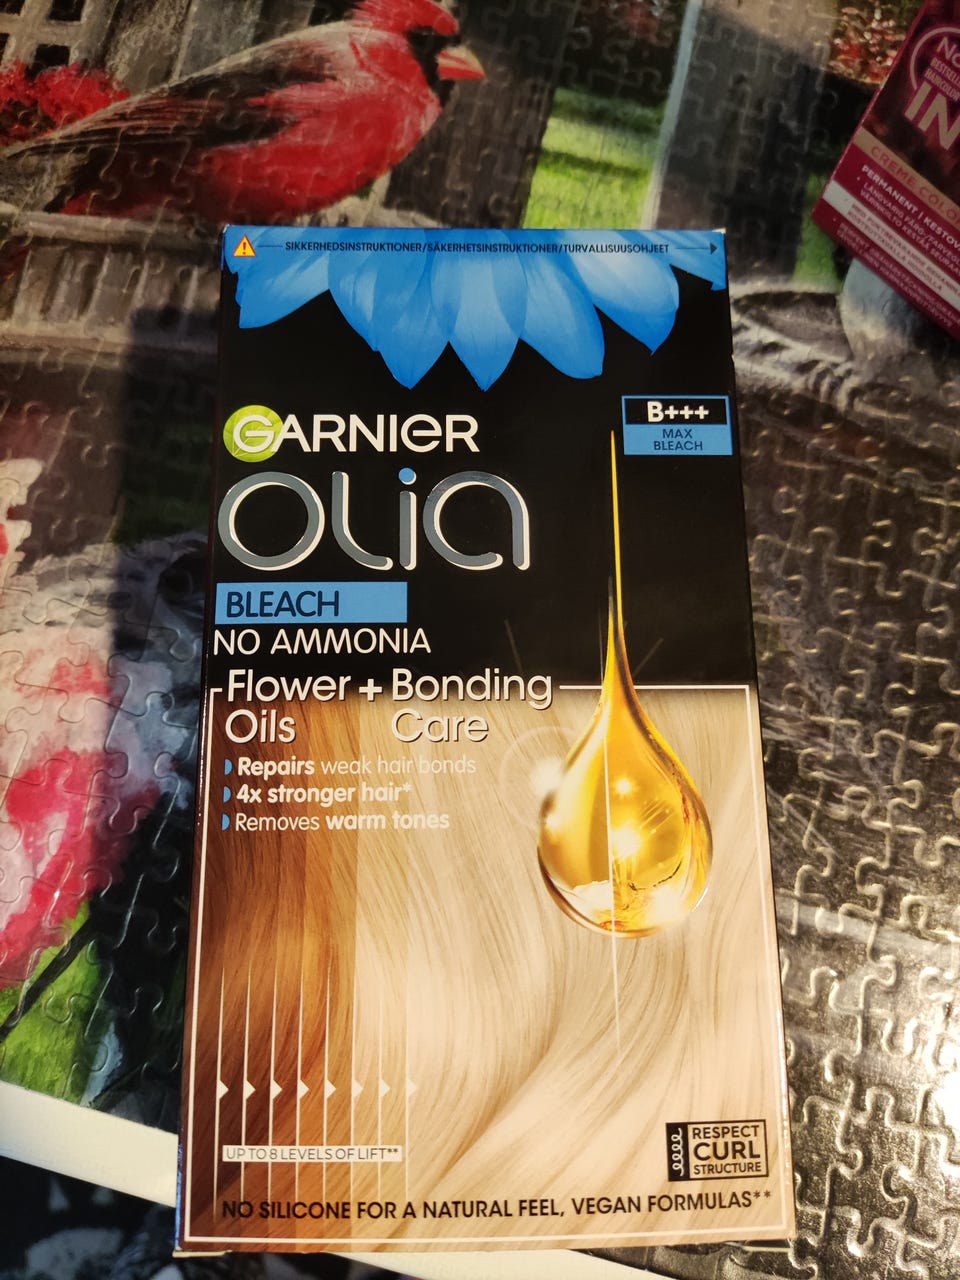 SIKKERHEDSINSTRUKTIONER/SÄKERHETSINSTRUKTIONER/TURVALLISUUSOHJEET
GARNIER
OLIA
B+++
MAX
BLEACH
BLEACH
NO AMMONIA
Flower + Bonding
Oils Care
Repairs weak hair bonds
4x stronger hair*
Removes warm tones
UP TO 8 LEVELS OF LIFT**
RESPECT
CURL
STRUCTURE
NO SILICONE FOR A NATURAL FEEL, VEGAN FORMULAS**
IN
PERMANENT